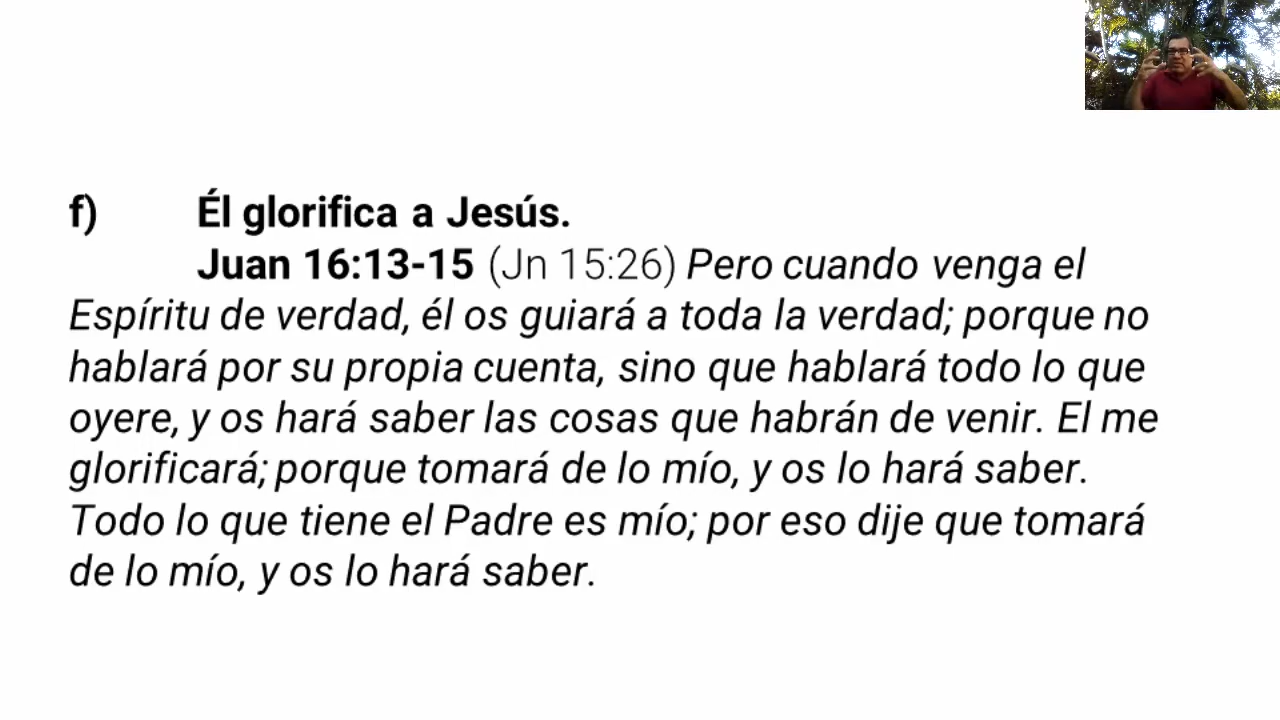 f) Él glorifica a Jesús.
Juan 16:13-15 (Jn 15:26) Pero cuando venga el
Espíritu de verdad, él os guiará a toda la verdad; porque no
hablará por su propia cuenta, sino que hablará todo lo que
oyere, y os hará saber las cosas que habrán de venir. El me
glorificará; porque tomará de lo mío, y os lo hará saber.
Todo lo que tiene el Padre es mío; por eso dije que tomará
de lo mío, y os lo hará saber.